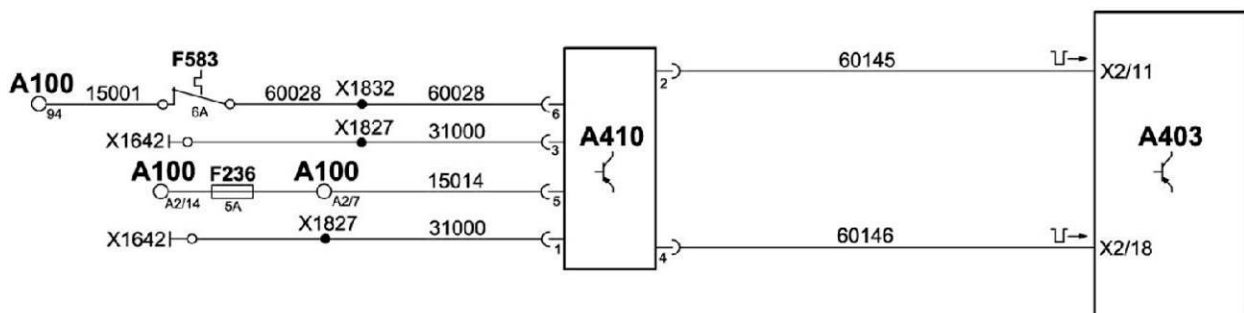 F583
A100 15001 60028 X1832 60028
94 6A 6
X1642 X1827 31000 3
A100 F236 A100 15014
A2/14 5A A2/7 5
X1642 X1827 31000 1
A410
2 60145 X2/11
4 60146 X2/18
A403